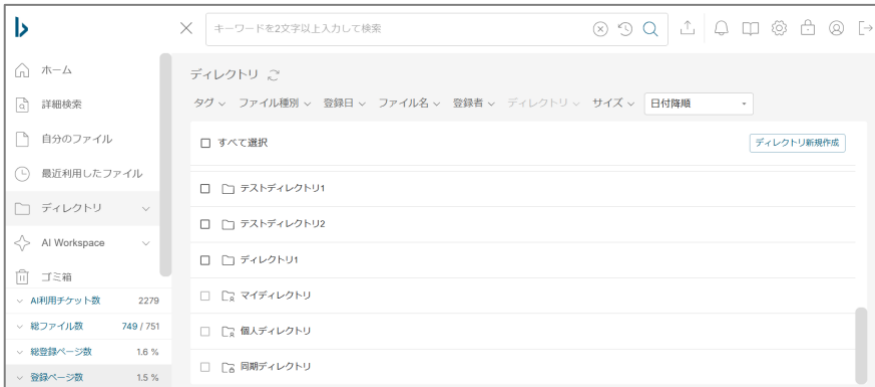 キーワードを2文字以上入力して検索
ホーム
詳細検索
自分のファイル
最近利用したファイル
ディレクトリ
AI Workspace
ゴミ箱
AI利用チケット数 2279
総ファイル数 749 / 751
総登録ページ数 1.6 %
登録ページ数 1.5 %
ディレクトリ
タグ ファイル種別 登録日 ファイル名 登録者 ディレクトリ サイズ 日付降順
すべて選択 ディレクトリ新規作成
テストディレクトリ1
テストディレクトリ2
ディレクトリ1
マイディレクトリ
個人ディレクトリ
同期ディレクトリ